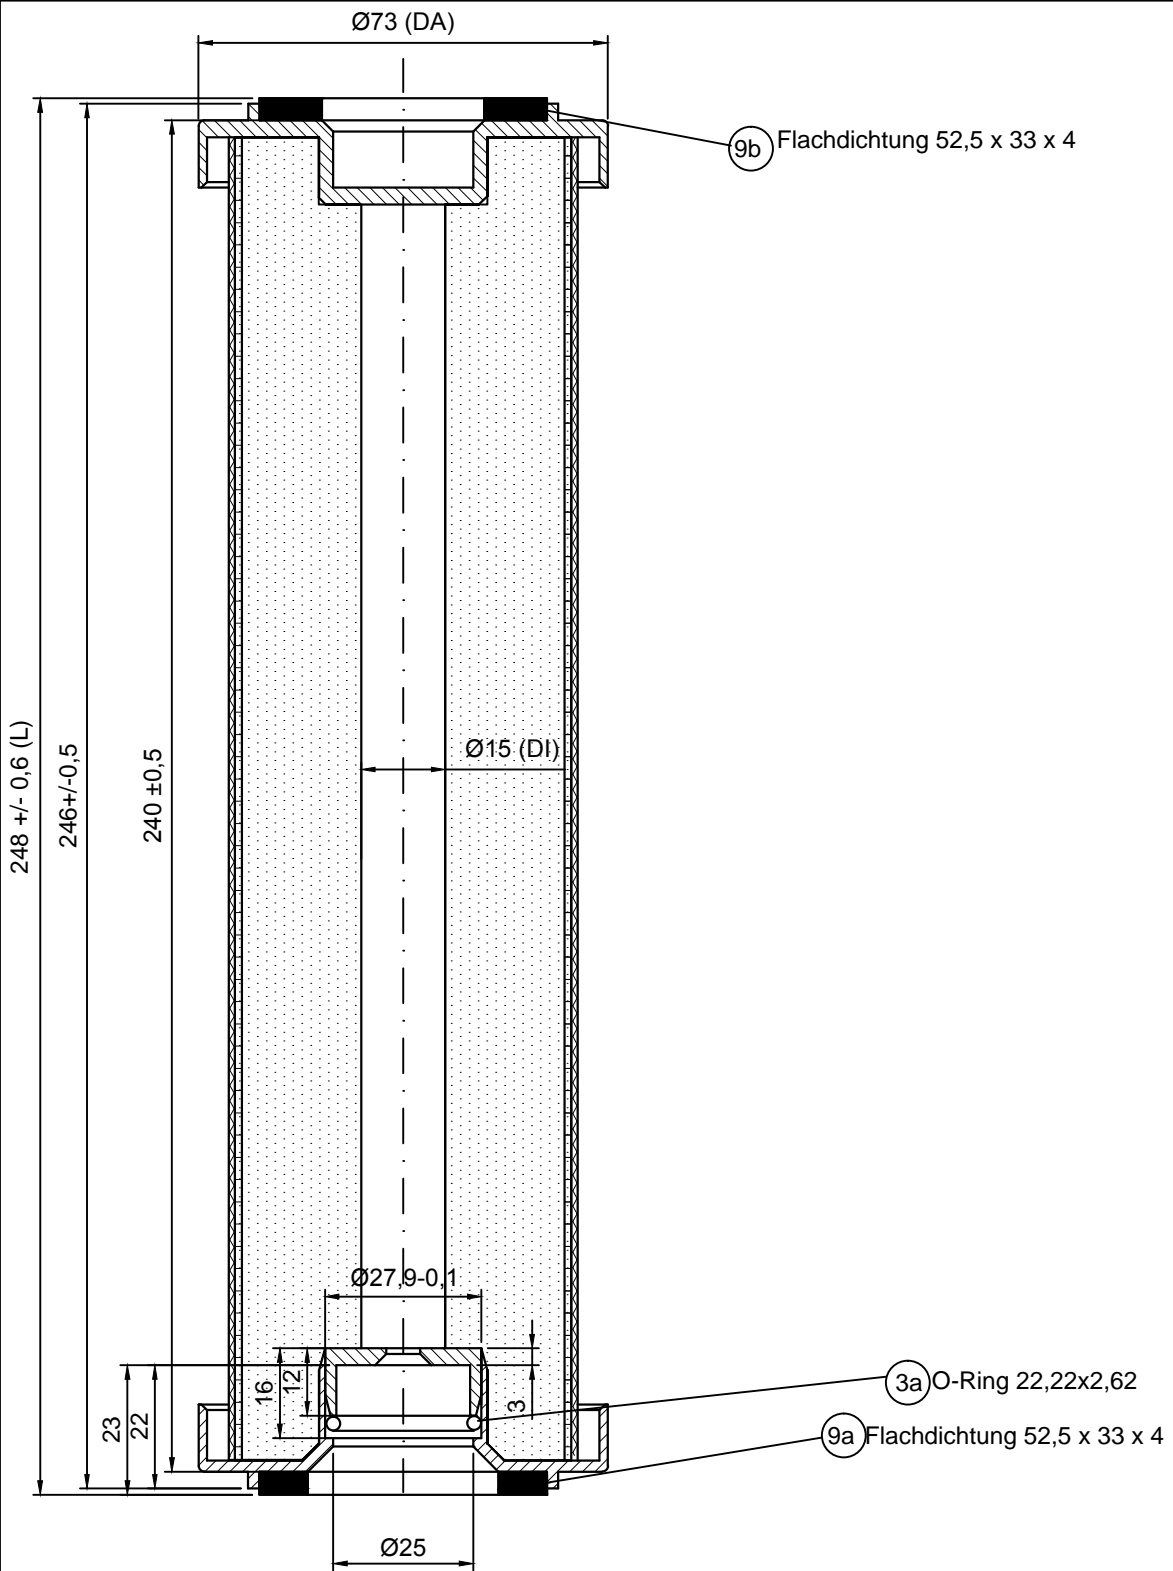 Ø73 (DA)
9b
Flachdichtung 52,5 x 33 x 4
248 +/- 0,6 (L)
246+/-0,5
240 ±0,5
Ø15 (DI)
Ø27,9-0,1
16
12
3
23
22
3a
O-Ring 22,22x2,62
9a
Flachdichtung 52,5 x 33 x 4
Ø25